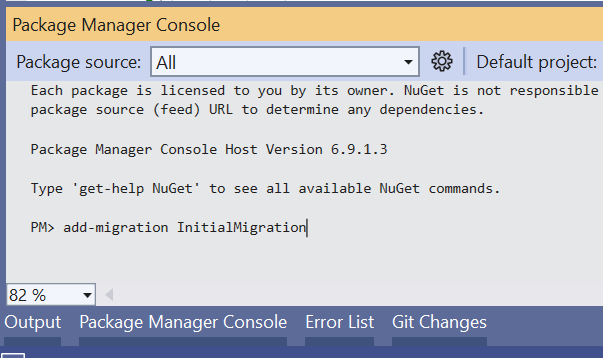 Package Manager Console
Package source: All Default project:
Each package is licensed to you by its owner. NuGet is not responsible
package source (feed) URL to determine any dependencies.
Package Manager Console Host Version 6.9.1.3
Type 'get-help NuGet' to see all available NuGet commands.
PM> add-migration InitialMigration
82 %
Output Package Manager Console Error List Git Changes